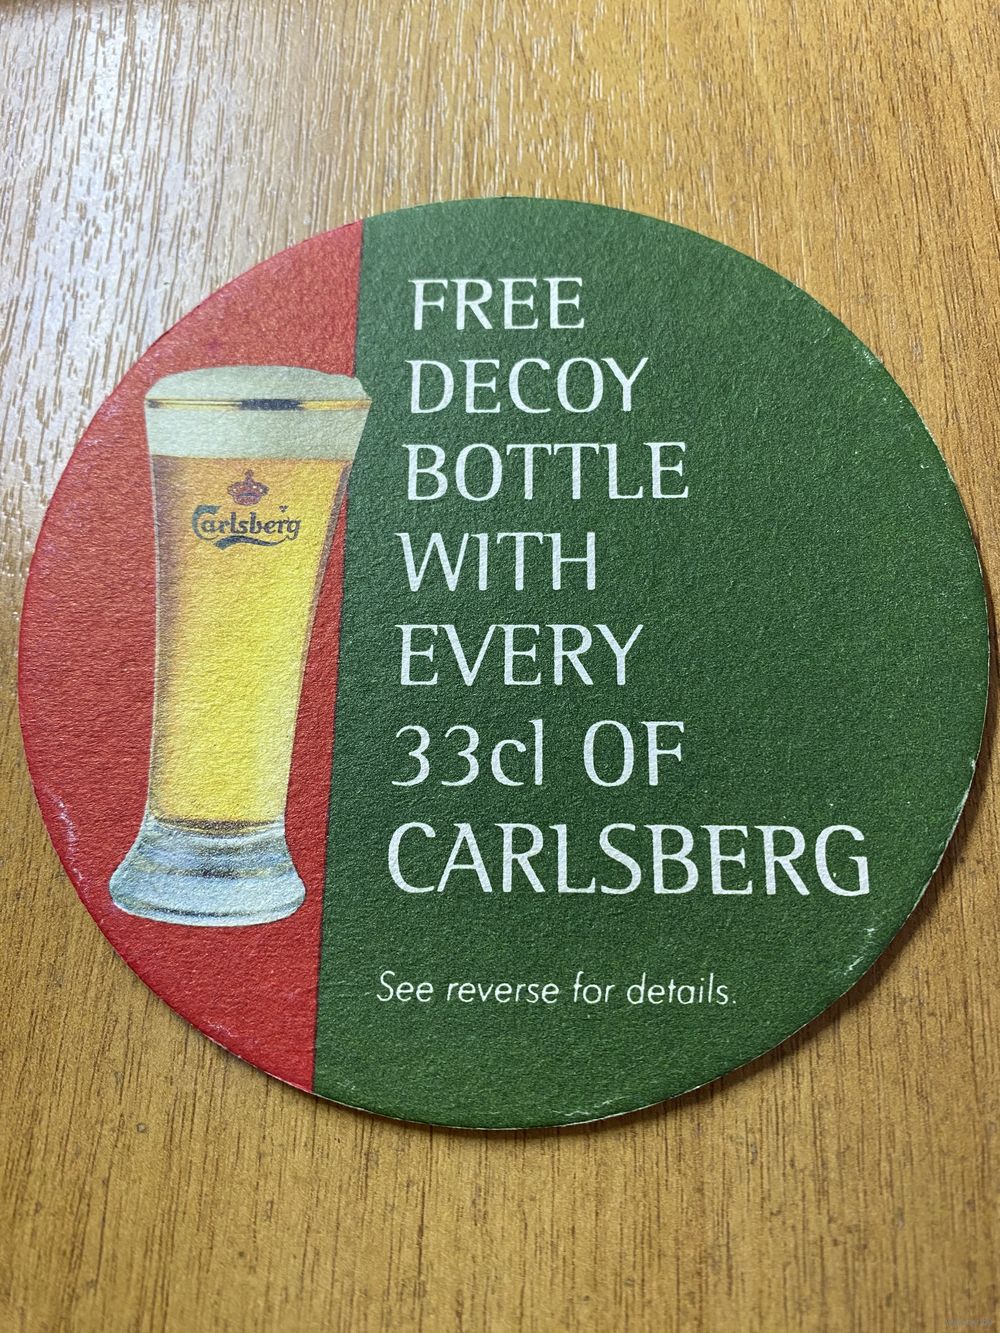 FREE
DECOY
BOTTLE
WITH
EVERY
33cl OF
CARLSBERG
See reverse for details.
Carlsberg